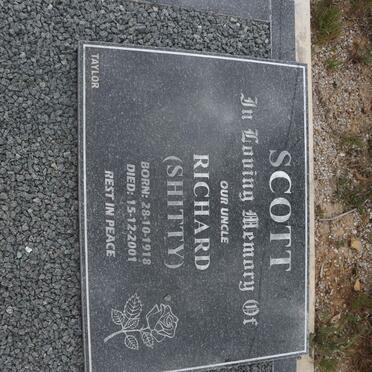 SCOTT
In Loving Memory Of
OUR UNCLE
RICHARD
(SHITTY)
BORN: 28-10-1918
DIED: 15-12-2001
REST IN PEACE
TAYLOR